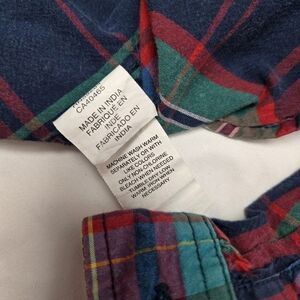 CA40465
MADE IN INDIA
FABRIQUÉ EN
INDE
FABRICADO EN
INDIA
MACHINE WASH WARM
SEPARATELY OR WITH
LIKE COLORS
ONLY NON-CHLORINE
BLEACH WHEN NEEDED
TUMBLE DRY LOW
WARM IRON WHEN
NECESSARY